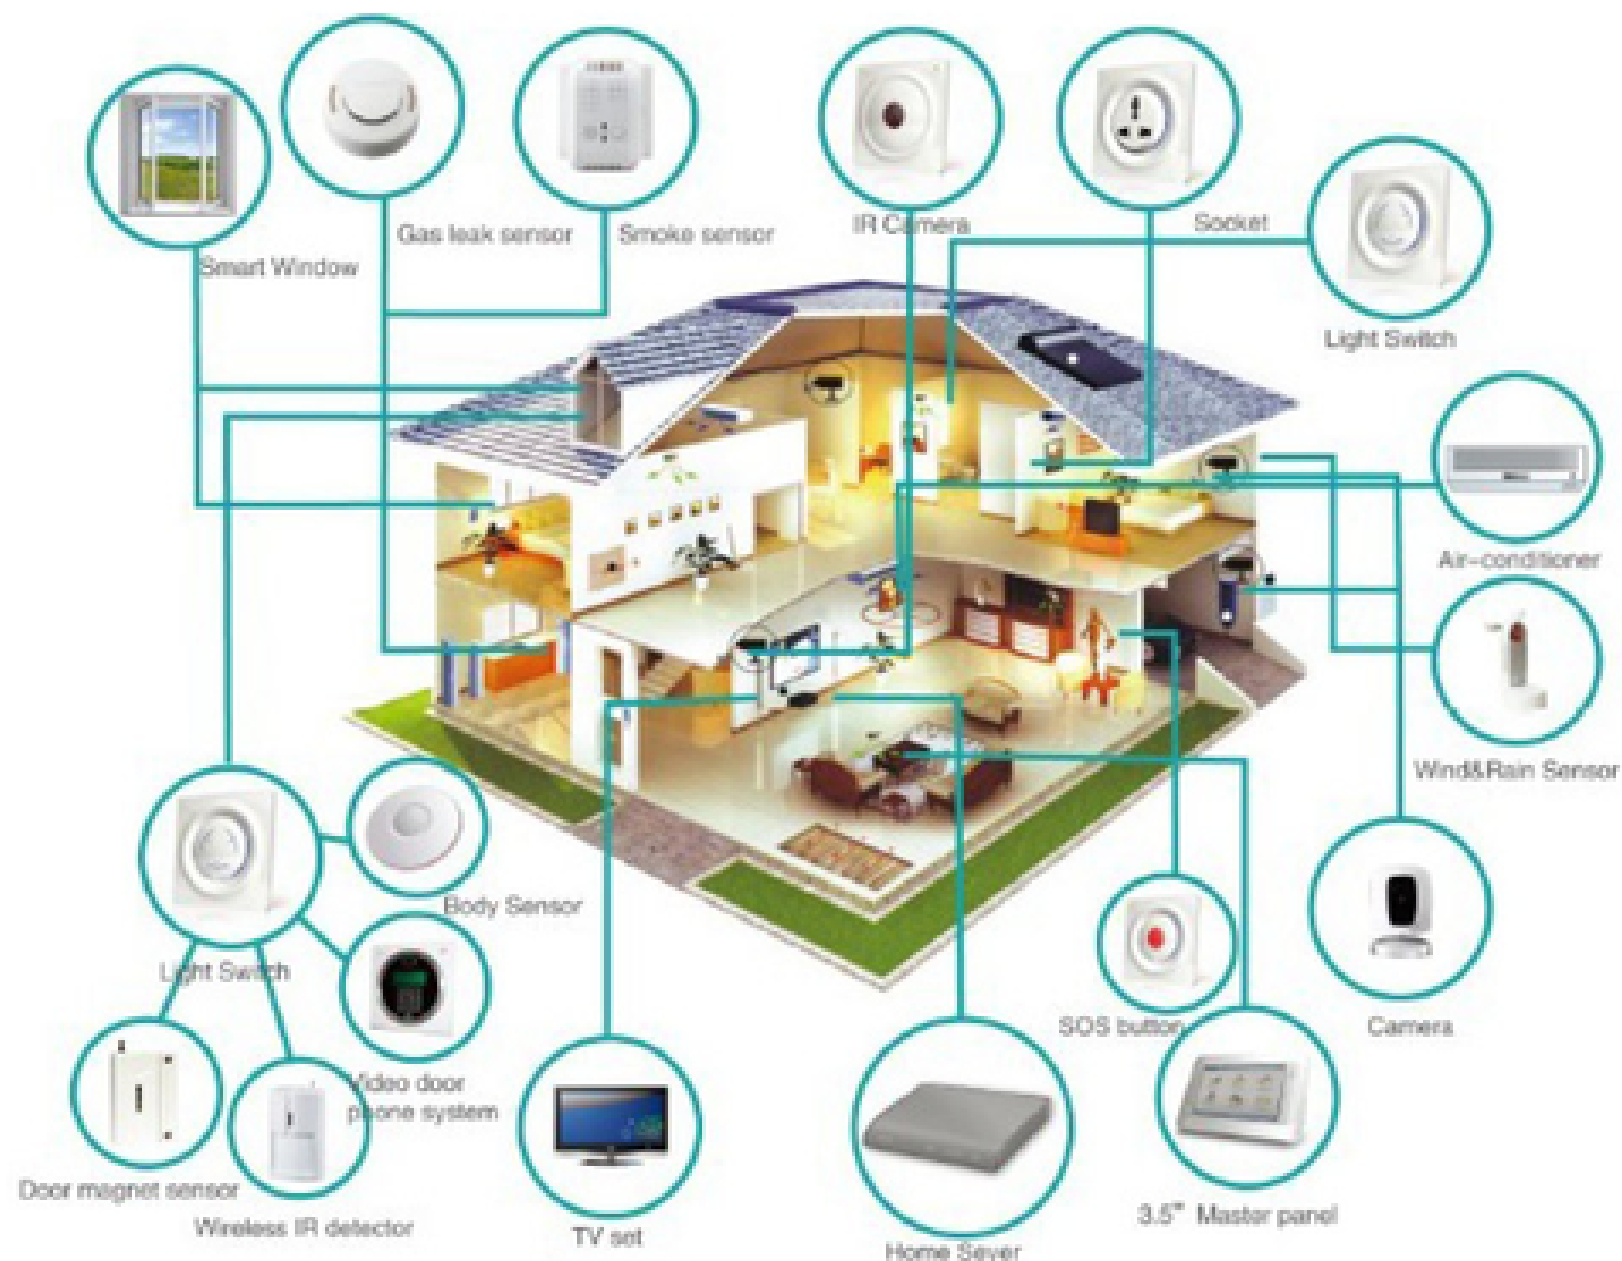 Gas leak sensor
Smoke sensor
IR Camera
Socket
Smart Window
Light Switch
Air-conditioner
Wind&Rain Sensor
Body Sensor
Light Switch
SOS button
Camera
Video door
phone system
Door magnet sensor
Wireless IR detector
TV set
3.5" Master panel
Home Sever